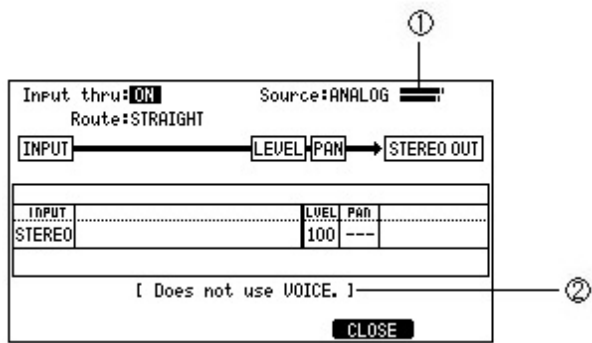 ①
Input thru:ON Source:ANALOG
Route:STRAIGHT
INPUT LEVEL PAN STEREO OUT
INPUT LVEL PAN
STEREO 100 ---
[ Does not use VOICE. ] ②
CLOSE